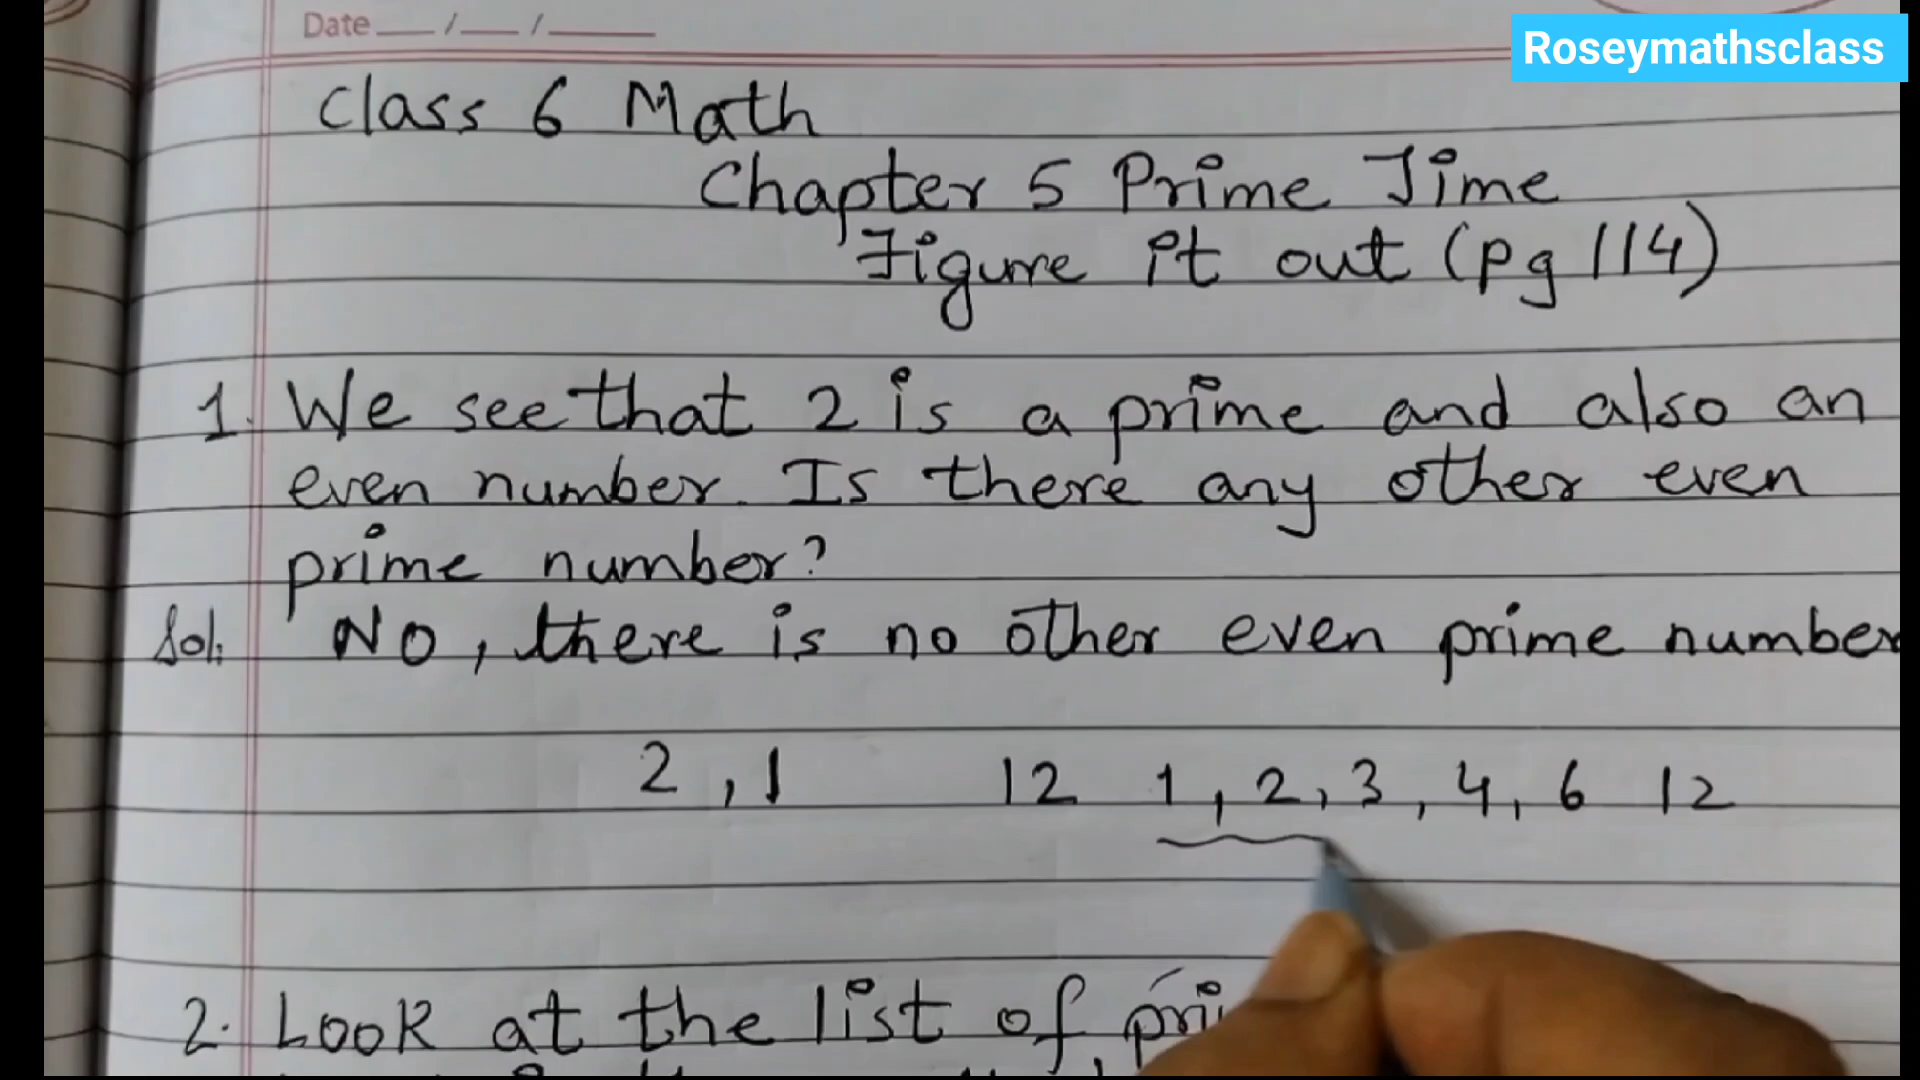 Date __/__/____
Roseymathsclass
Class 6 Math
Chapter 5 Prime Time
Figure it out (pg 114)
1. We see that 2 is a prime and also an
even number. Is there any other even
prime number?
Sol: No, there is no other even prime number
2, 1 12 1, 2, 3, 4, 6 12
2. Look at the list of